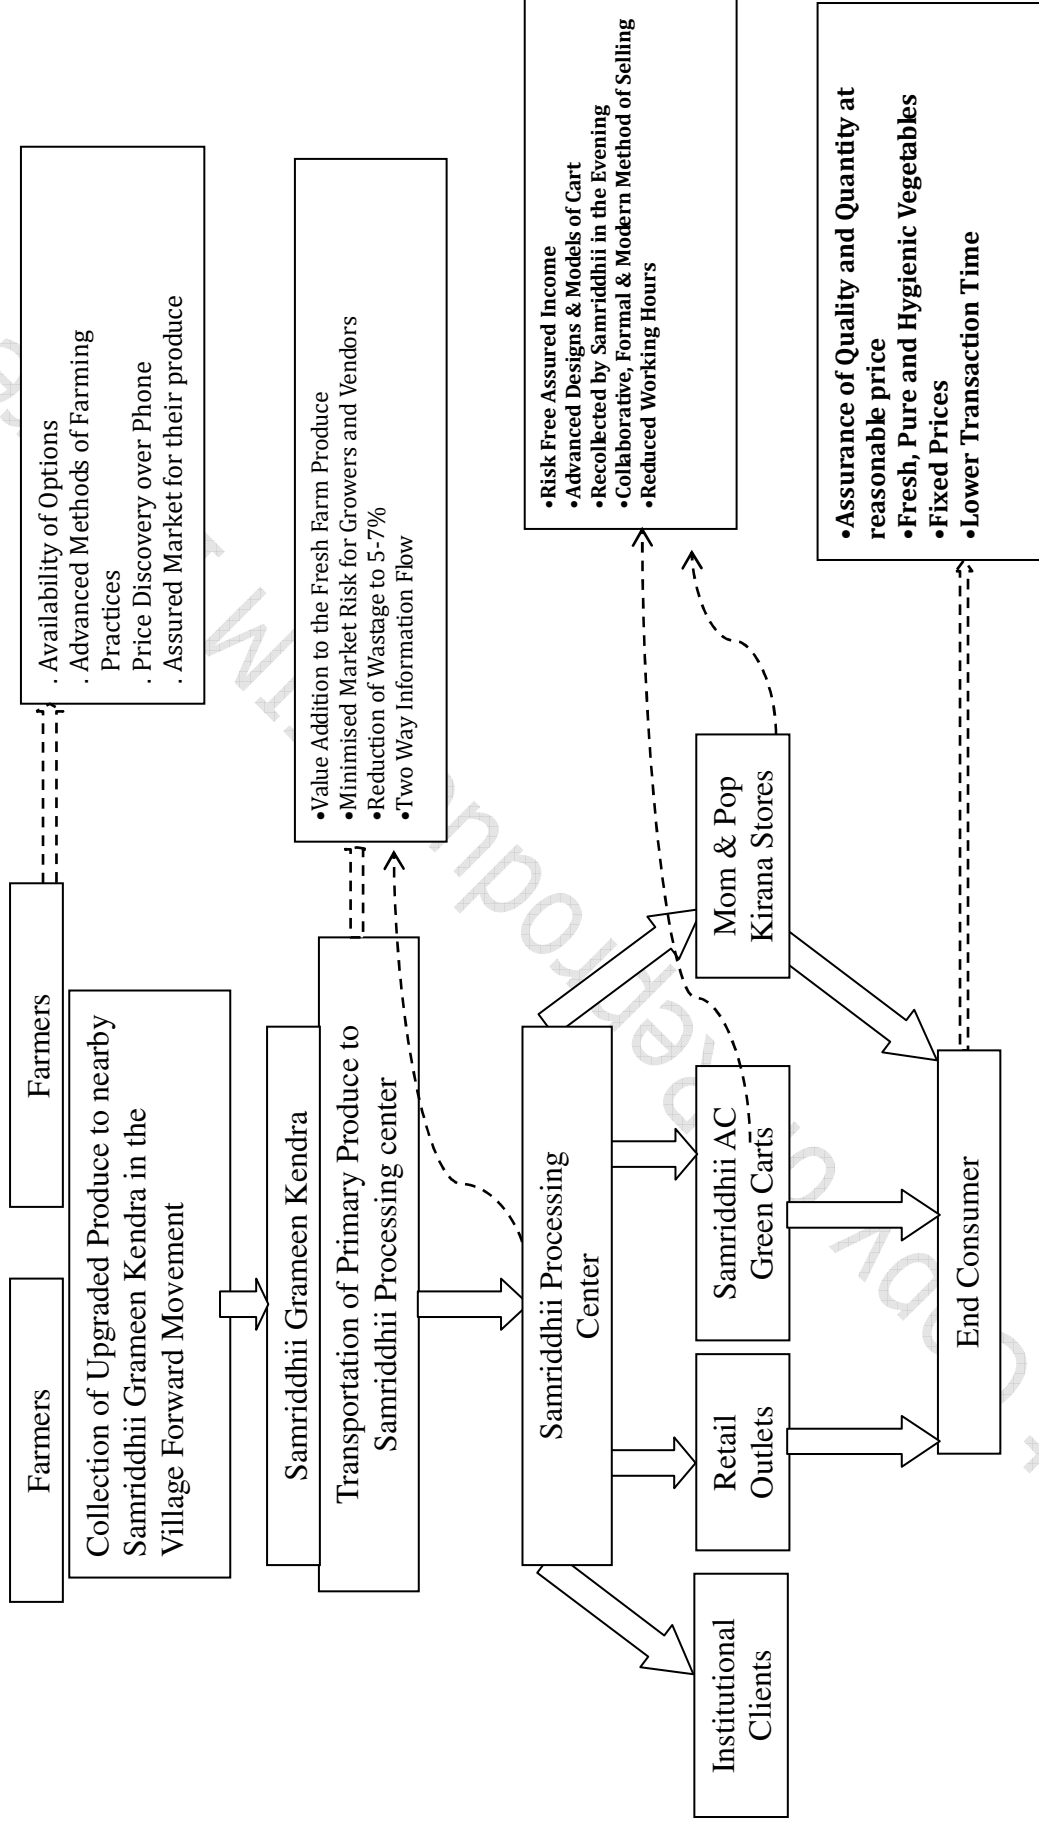 Farmers
Farmers
. Availability of Options
. Advanced Methods of Farming
Practices
. Price Discovery over Phone
. Assured Market for their produce
Collection of Upgraded Produce to nearby
Samriddhii Grameen Kendra in the
Village Forward Movement
Samriddhii Grameen Kendra
Transportation of Primary Produce to
Samriddhii Processing center
•Value Addition to the Fresh Farm Produce
•Minimised Market Risk for Growers and Vendors
•Reduction of Wastage to 5-7%
•Two Way Information Flow
Samriddhii Processing
Center
•Risk Free Assured Income
•Advanced Designs & Models of Cart
•Recollected by Samriddhii in the Evening
•Collaborative, Formal & Modern Method of Selling
•Reduced Working Hours
Institutional
Clients
Retail
Outlets
Samriddhii AC
Green Carts
Mom & Pop
Kirana Stores
End Consumer
•Assurance of Quality and Quantity at
reasonable price
•Fresh, Pure and Hygienic Vegetables
•Fixed Prices
•Lower Transaction Time